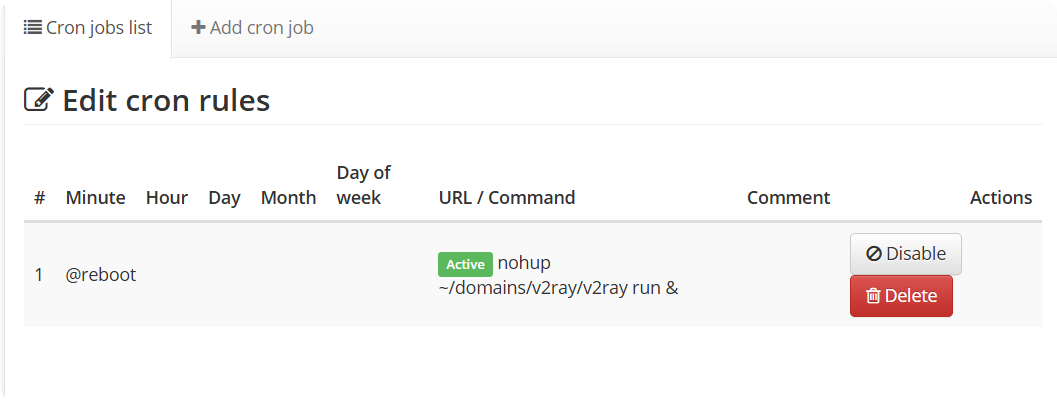 Cron jobs list
Add cron job
Edit cron rules
# Minute Hour Day Month Day of week URL / Command Comment Actions
1 @reboot Active nohup
~/domains/v2ray/v2ray run &
Disable
Delete